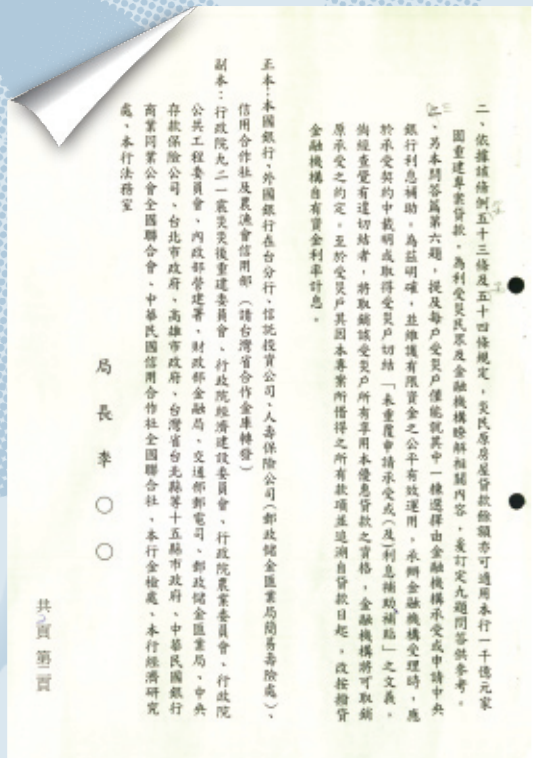 二、依據該條例五十三條及五十四條規定，災民原房屋貸款餘額亦可適用本行一千億元家
園重建專案貸款，為利受災民眾及金融機構瞭解相關內容，爰訂定九題問答供參考。
三、另本問答篇第六題，提及每戶受災戶僅能就其中一棟選擇由金融機構承受或申請中央
銀行利息補助，為茲明確，並維護有限資金之公平有效運用，承辦金融機構受理時，應
於承受契約中載明或取得受災戶切結「未重覆申請承受或(及)利息補助補貼」之文義。
倘經查覺有違切結者，將取銷該受災戶所有享用本優惠貸款之資格，金融機構將可取銷
原承受之約定。至於受災戶其因本專案所借得之所有款項並追溯自貸款日起，改按撥貸
金融機構自有資金利率計息。
正本：本國銀行、外國銀行在台分行、信託投資公司、人壽保險公司(郵政儲金匯業局簡易壽險處)、
信用合作社及農漁會信用部（請台灣省合作金庫轉發）
副本：行政院九二一震災災後重建委員會、行政院經濟建設委員會、行政院農業委員會、行政院
公共工程委員會、內政部營建署、財政部金融局、交通部郵電司、郵政儲金匯業局、中央
存款保險公司、台北市政府、高雄市政府、台灣省台北縣等十五縣市政府、中華民國銀行
商業同業公會全國聯合會、中華民國信用合作社全國聯合社、本行金檢處、本行經濟研究
處、本行法務室
局長 李○○
共 頁 第 頁